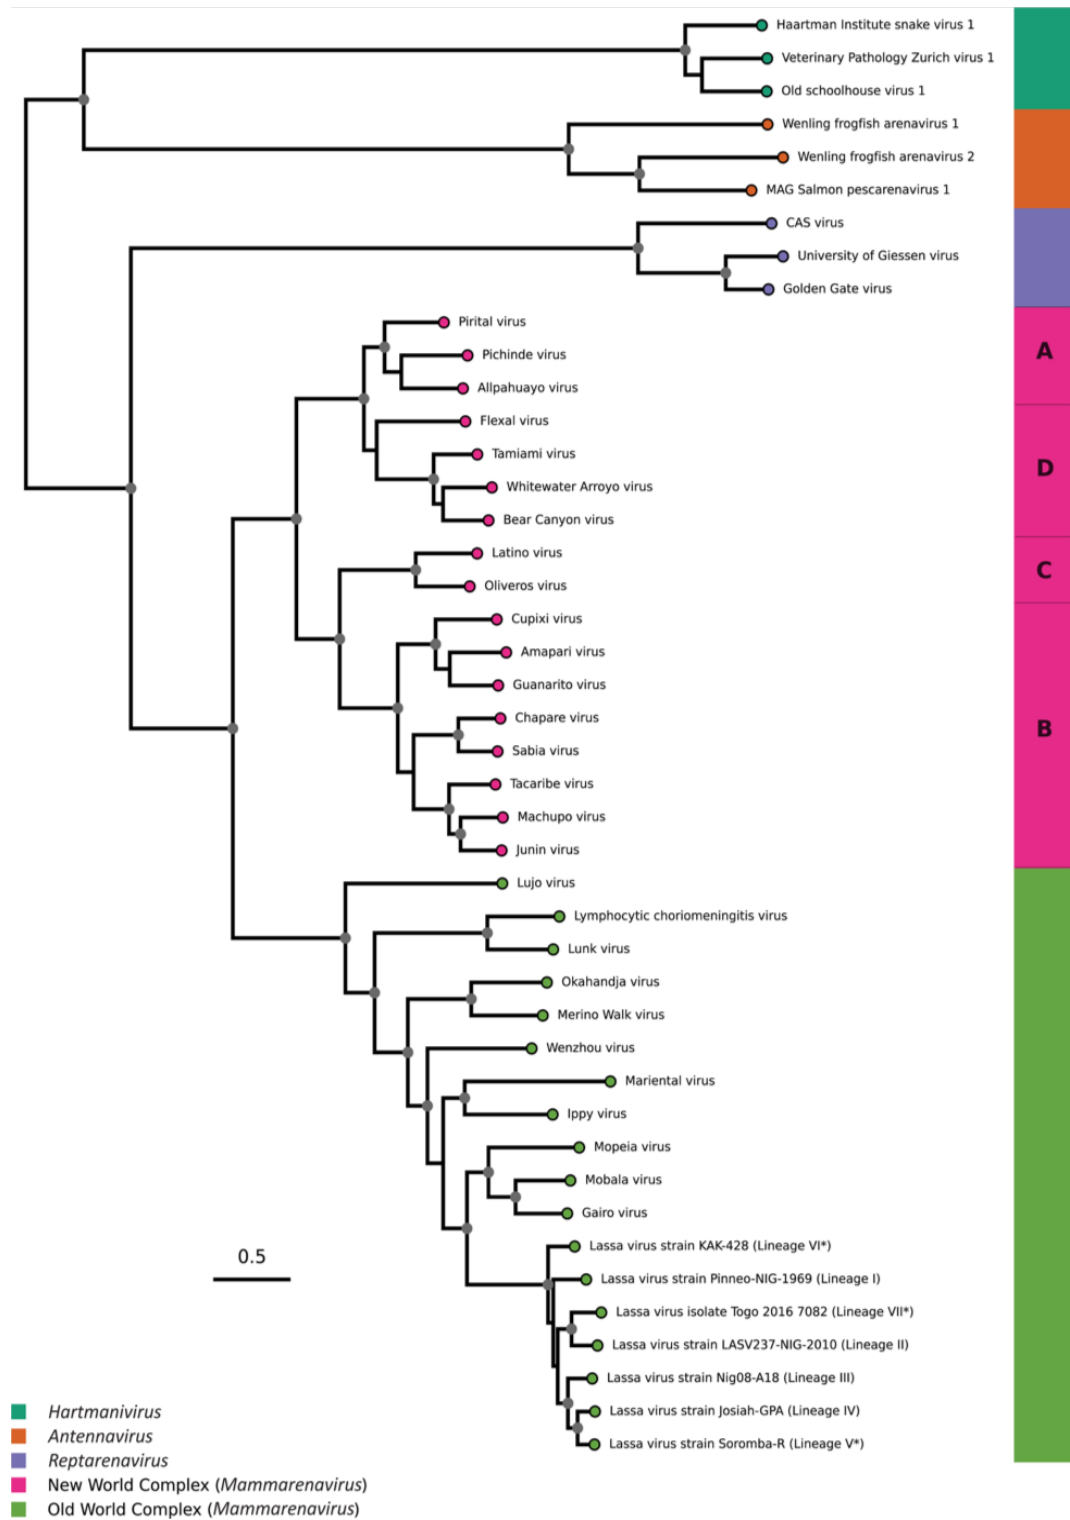 Haartman Institute snake virus 1
Veterinary Pathology Zurich virus 1
Old schoolhouse virus 1
Wenling frogfish arenavirus 1
Wenling frogfish arenavirus 2
MAG Salmon pescarenavirus 1
CAS virus
University of Giessen virus
Golden Gate virus
Pirital virus
Pichinde virus
A
Allpahuayo virus
Flexal virus
Tamiami virus
D
Whitewater Arroyo virus
Bear Canyon virus
Latino virus
C
Oliveros virus
Cupixi virus
Amapari virus
Guanarito virus
Chapare virus
B
Sabia virus
Tacaribe virus
Machupo virus
Junin virus
Lujo virus
Lymphocytic choriomeningitis virus
Lunk virus
Okahandja virus
Merino Walk virus
Wenzhou virus
Mariental virus
Ippy virus
Mopeia virus
Mobala virus
Gairo virus
Lassa virus strain KAK-428 (Lineage VI*)
0.5
Lassa virus strain Pinneo-NIG-1969 (Lineage I)
Lassa virus isolate Togo 2016 7082 (Lineage VII*)
Lassa virus strain LASV237-NIG-2010 (Lineage II)
Lassa virus strain Nig08-A18 (Lineage III)
Lassa virus strain Josiah-GPA (Lineage IV)
Lassa virus strain Soromba-R (Lineage V*)
Hartmanivirus
Antennavirus
Reptarenavirus
New World Complex (Mammarenavirus)
Old World Complex (Mammarenavirus)